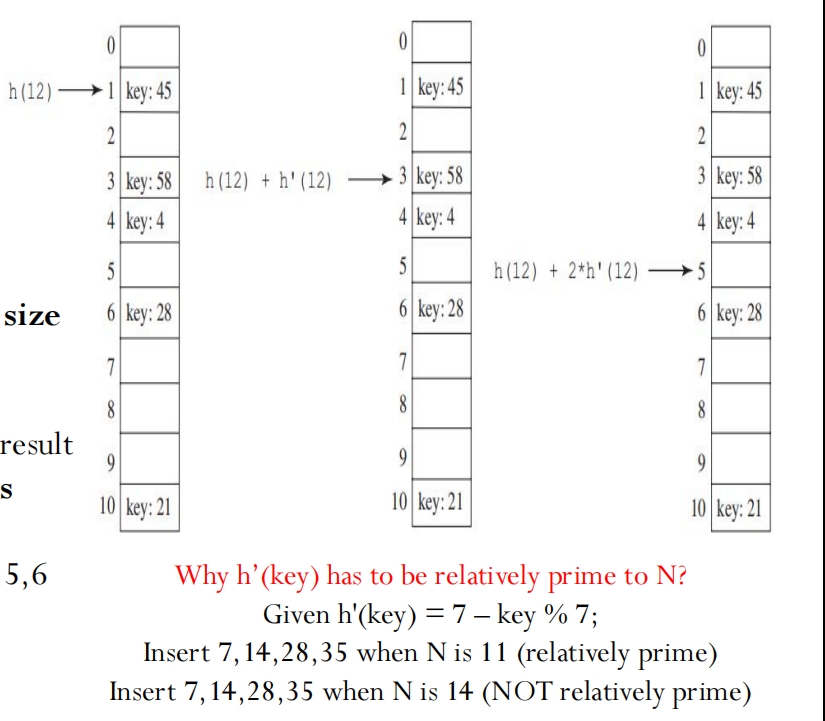 0 0 0
h(12) 1 key: 45 1 key: 45 1 key: 45
2 2 2
3 key: 58 h(12) + h'(12) 3 key: 58 3 key: 58
4 key: 4 4 key: 4 4 key: 4
5 5 h(12) + 2*h'(12) 5
size 6 key: 28 6 key: 28 6 key: 28
7 7 7
8 8 8
result
9 9 9
s
10 key: 21 10 key: 21 10 key: 21
5,6 Why h’(key) has to be relatively prime to N?
Given h'(key) = 7 – key % 7;
Insert 7,14,28,35 when N is 11 (relatively prime)
Insert 7,14,28,35 when N is 14 (NOT relatively prime)